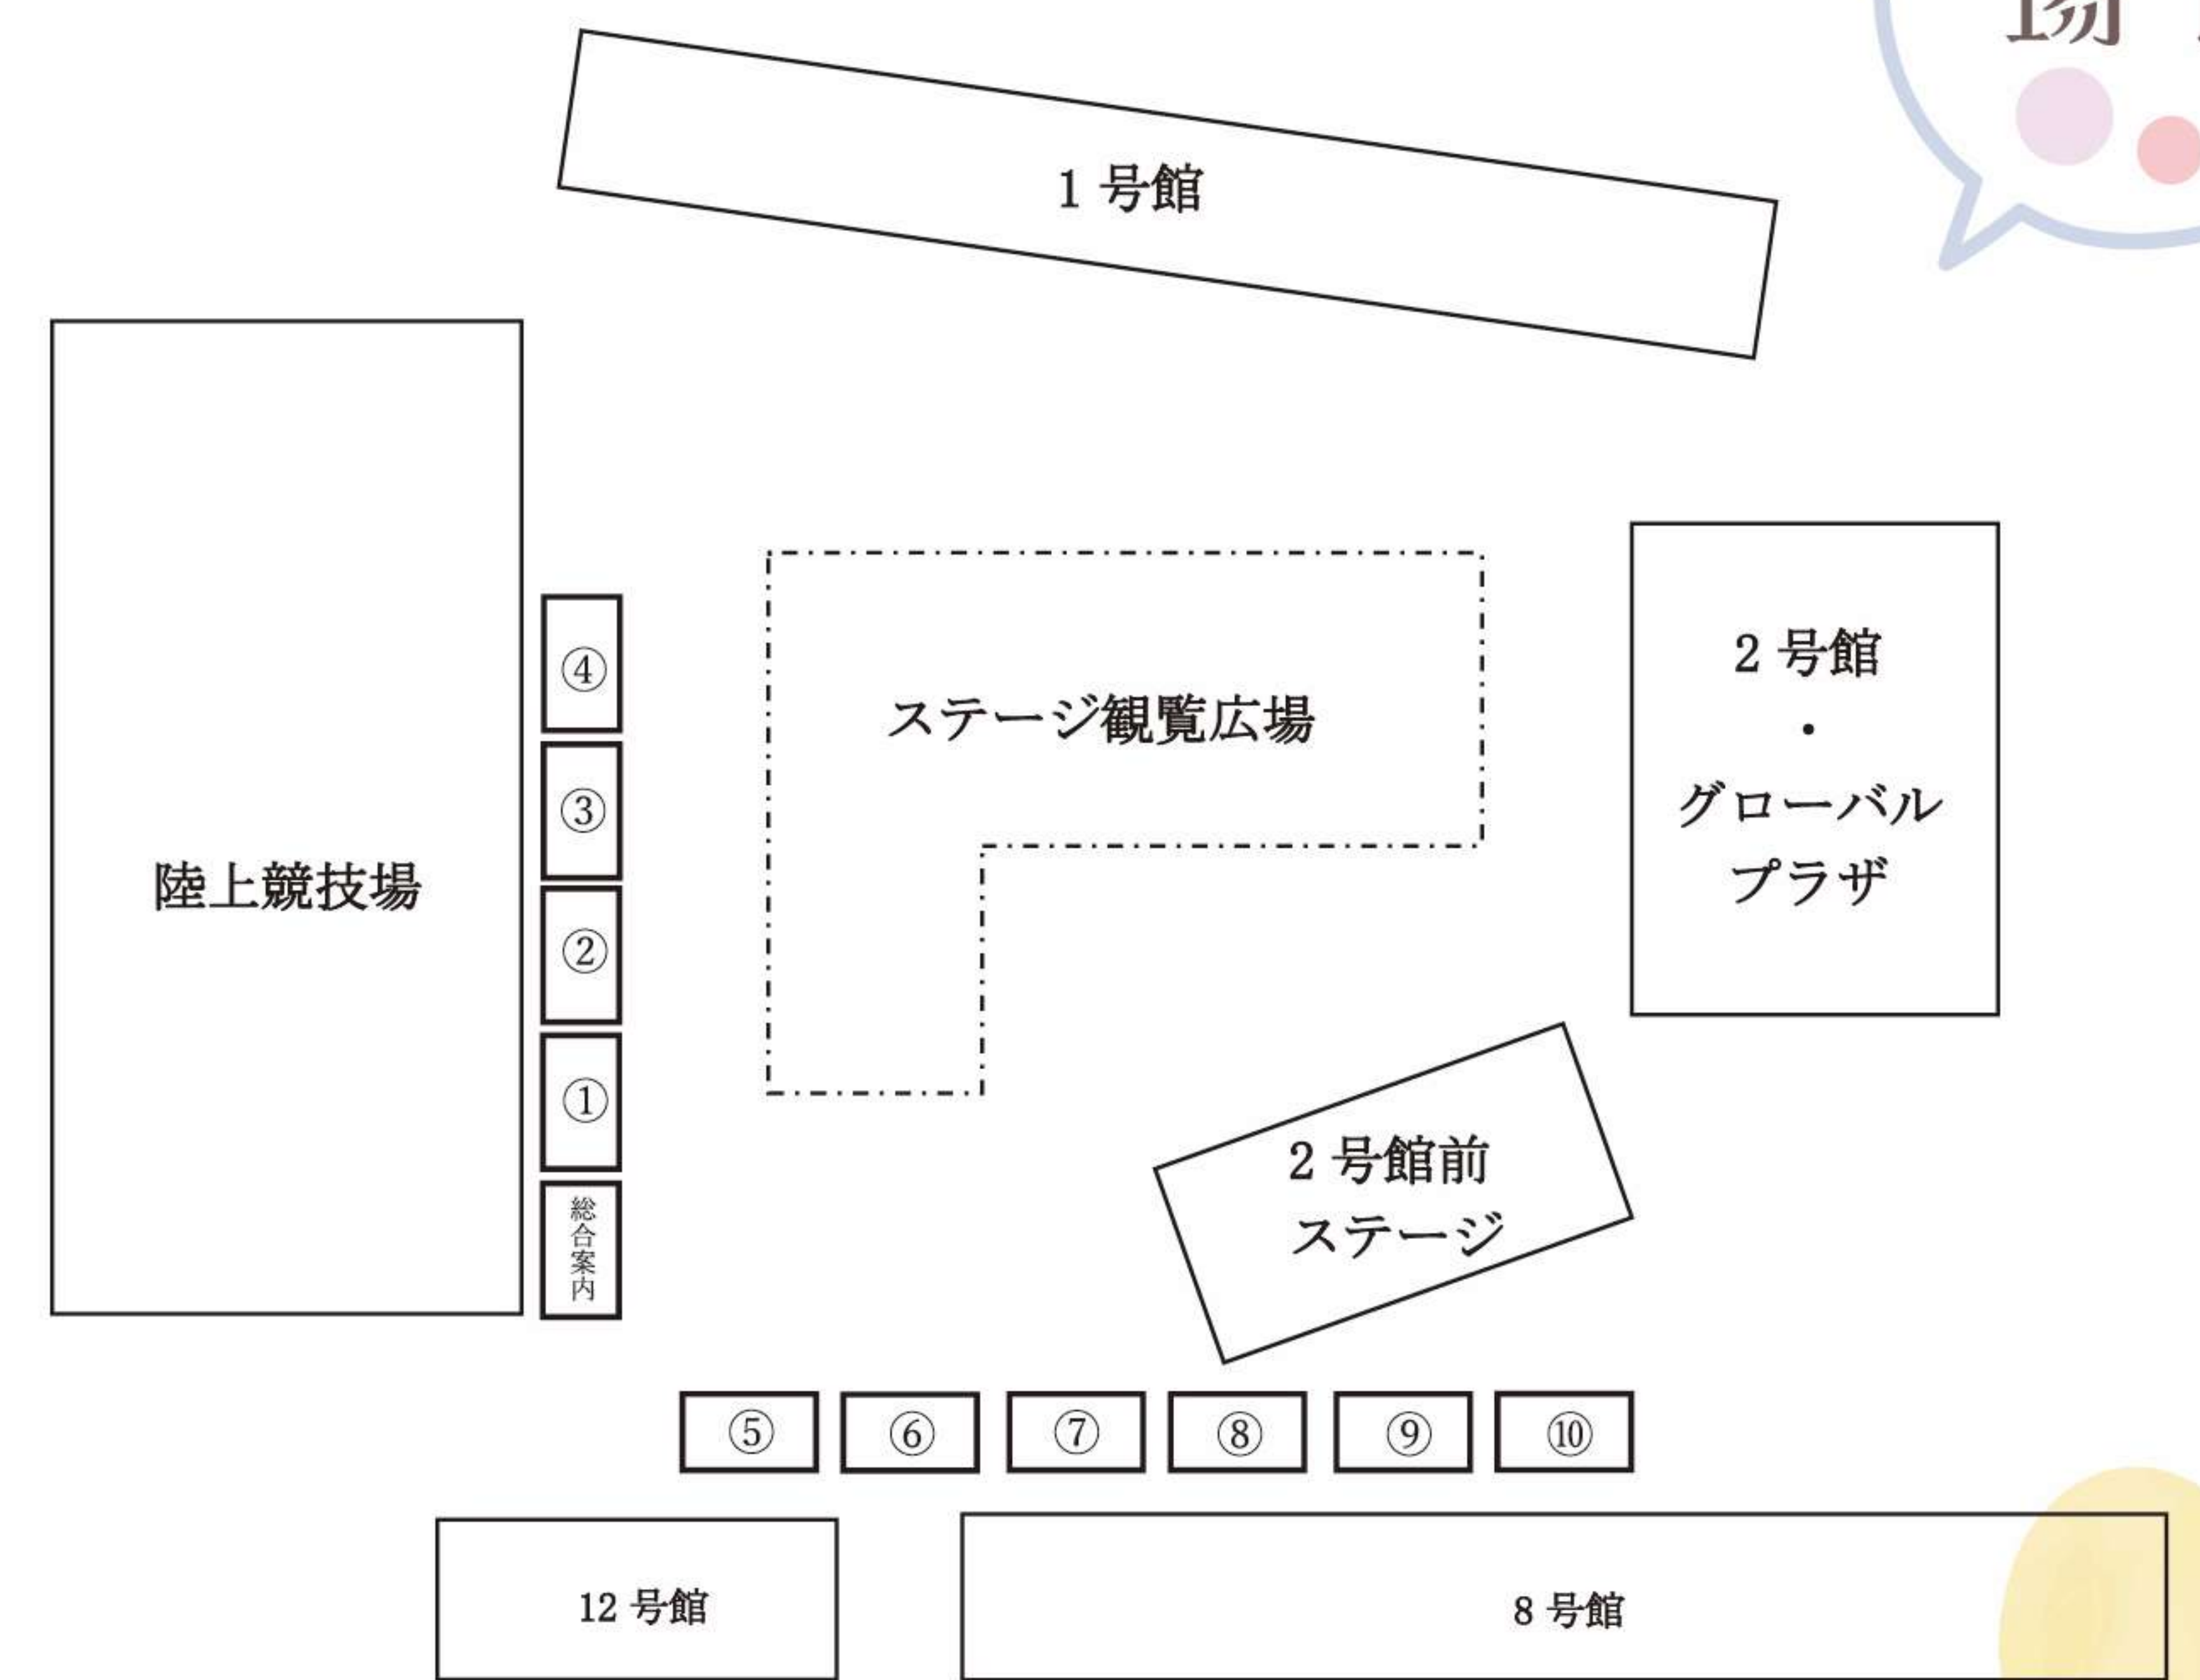 場
1 号館
④
ステージ観覧広場
2 号館
・
グローバル
プラザ
③
陸上競技場
②
①
2 号館前
ステージ
総合案内
⑤ ⑥ ⑦ ⑧ ⑨ ⑩
12 号館
8 号館